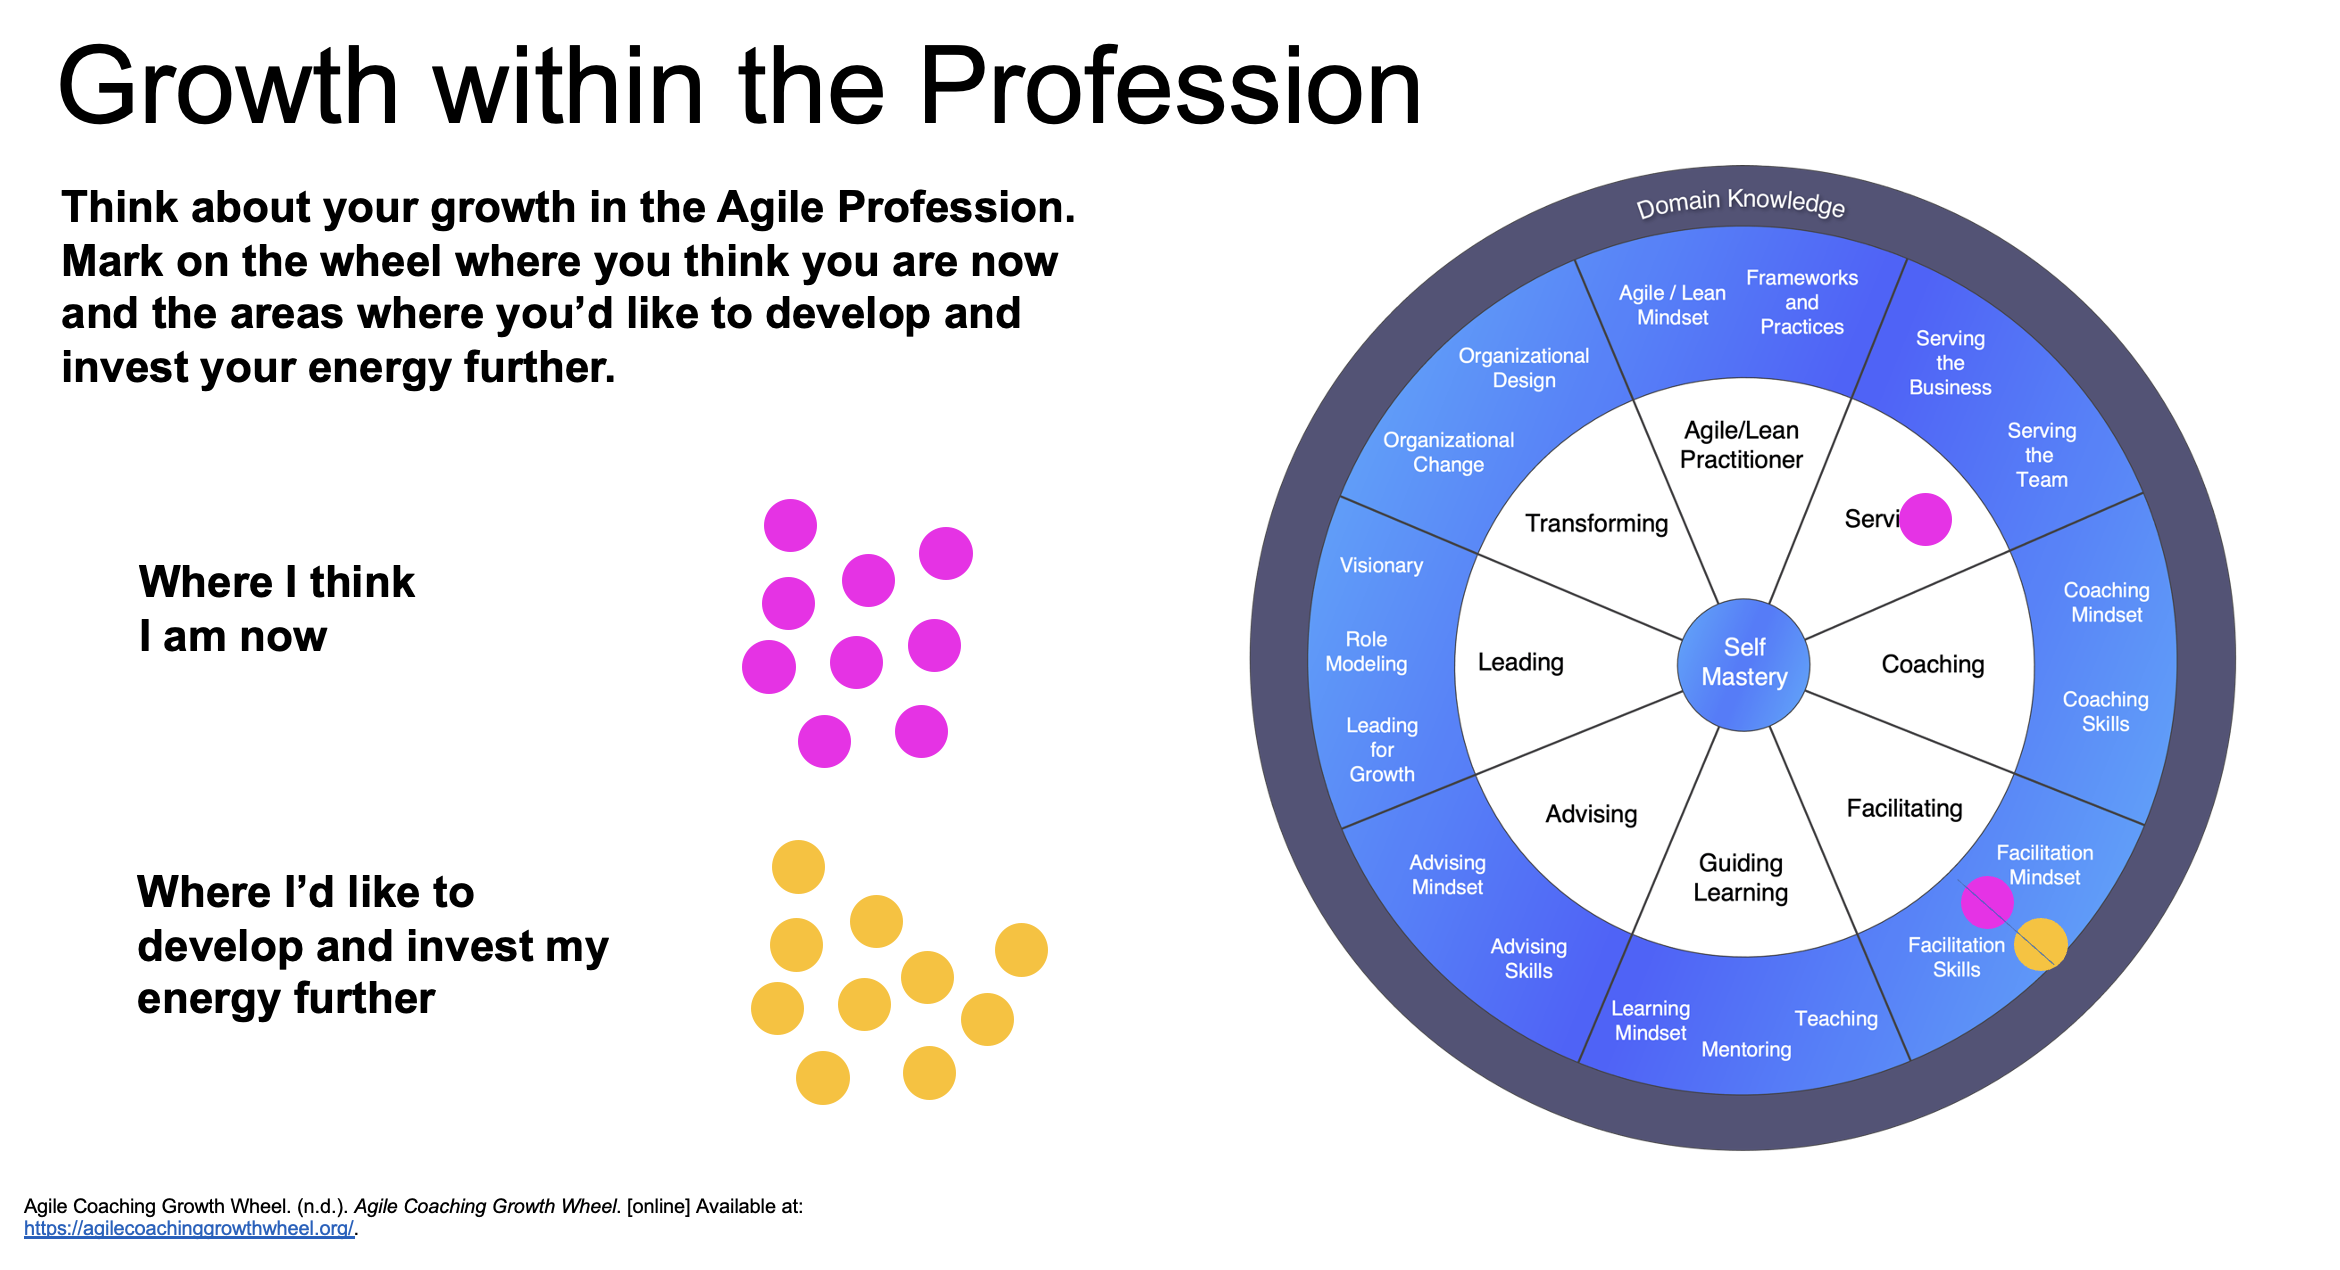 Growth within the Profession
Think about your growth in the Agile Profession.
Mark on the wheel where you think you are now
and the areas where you’d like to develop and
invest your energy further.
Where I think
I am now
Where I’d like to
develop and invest my
energy further
Domain Knowledge
Agile / Lean
Mindset
Frameworks
and
Practices
Serving
the
Business
Serving
the
Team
Coaching
Mindset
Coaching
Skills
Facilitation
Mindset
Facilitation
Skills
Teaching
Mentoring
Learning
Mindset
Advising
Skills
Advising
Mindset
Leading
for
Growth
Role
Modeling
Visionary
Organizational
Change
Organizational
Design
Agile/Lean
Practitioner
Servi
Coaching
Facilitating
Guiding
Learning
Advising
Leading
Transforming
Self
Mastery
Agile Coaching Growth Wheel. (n.d.). Agile Coaching Growth Wheel. [online] Available at:
https://agilecoachinggrowthwheel.org/.